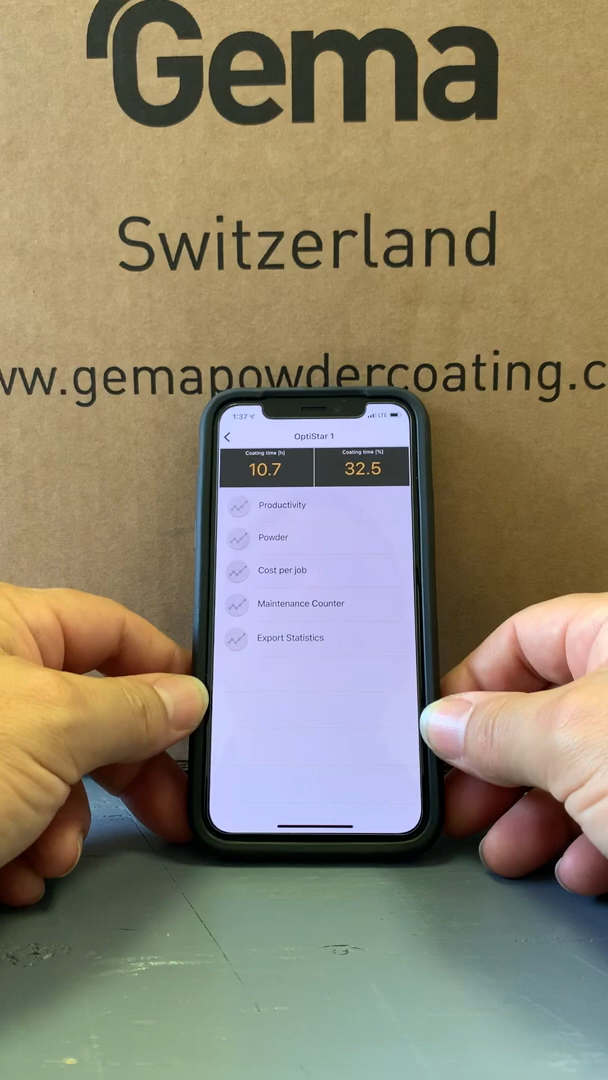 Gema
Switzerland
www.gemapowdercoating.c
1:37
LTE
OptiStar 1
Coating time [h]
Coating time [%]
10.7
32.5
Productivity
Powder
Cost per job
Maintenance Counter
Export Statistics